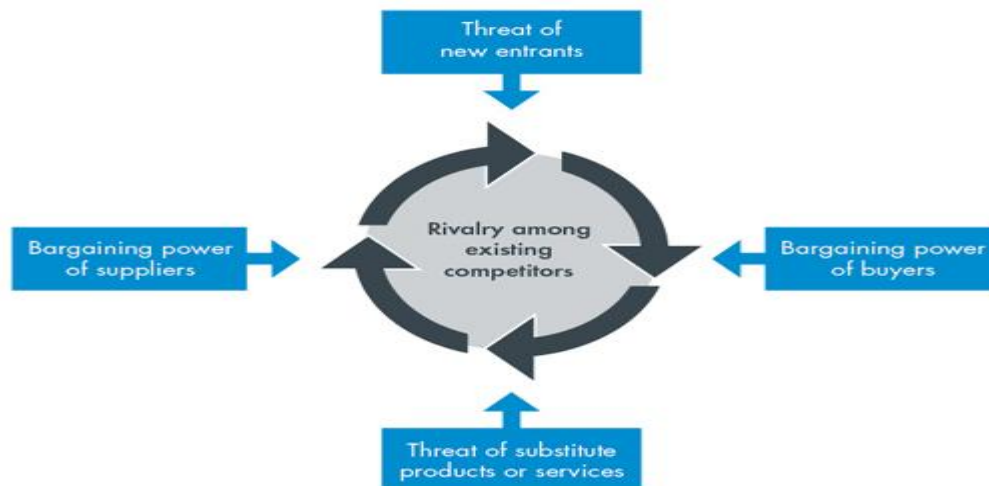 Threat of
new entrants
Bargaining power
of suppliers
Rivalry among
existing
competitors
Bargaining power
of buyers
Threat of substitute
products or services